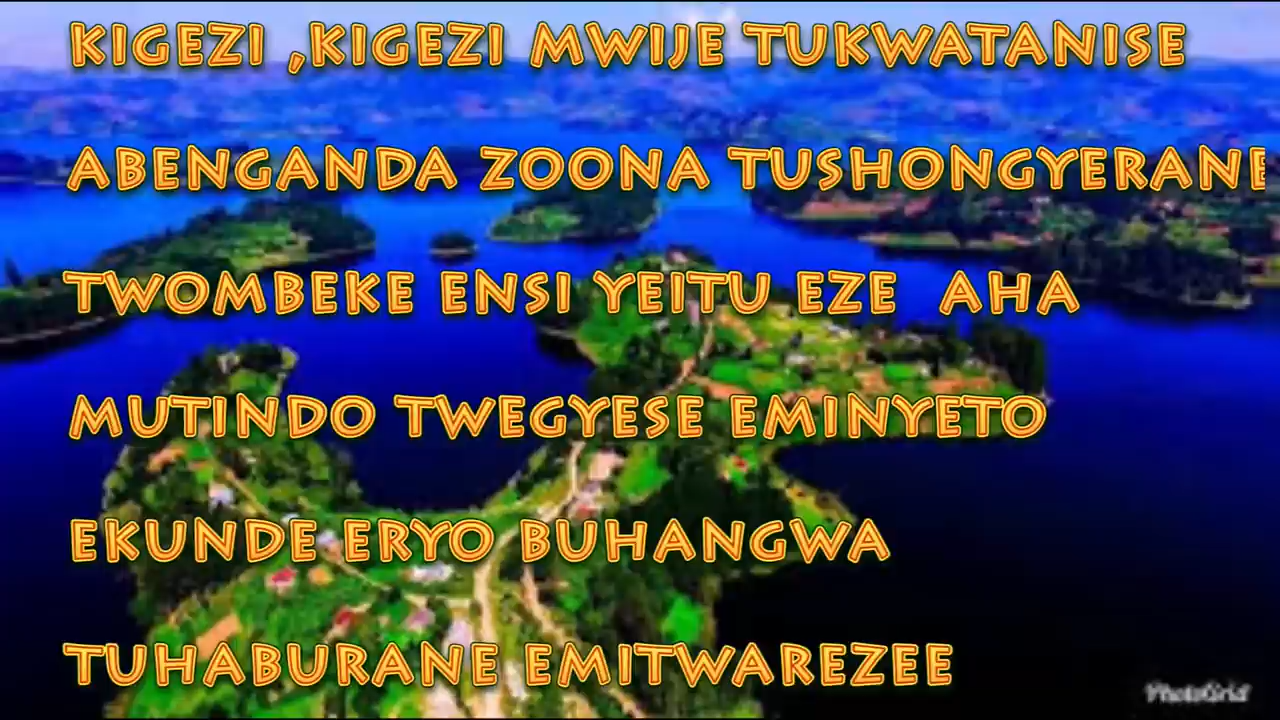 KIGEZI ,KIGEZI MWIJE TUKWATANISE
ABENGANDA ZOONA TUSHONGYERANE
TWOMBEKE ENSI YEITU EZE AHA
MUTINDO TWEGYESE EMINYETO
EKUNDE ERYO BUHANGWA
TUHABURANE EMITWAREZEE
PhotoGrid